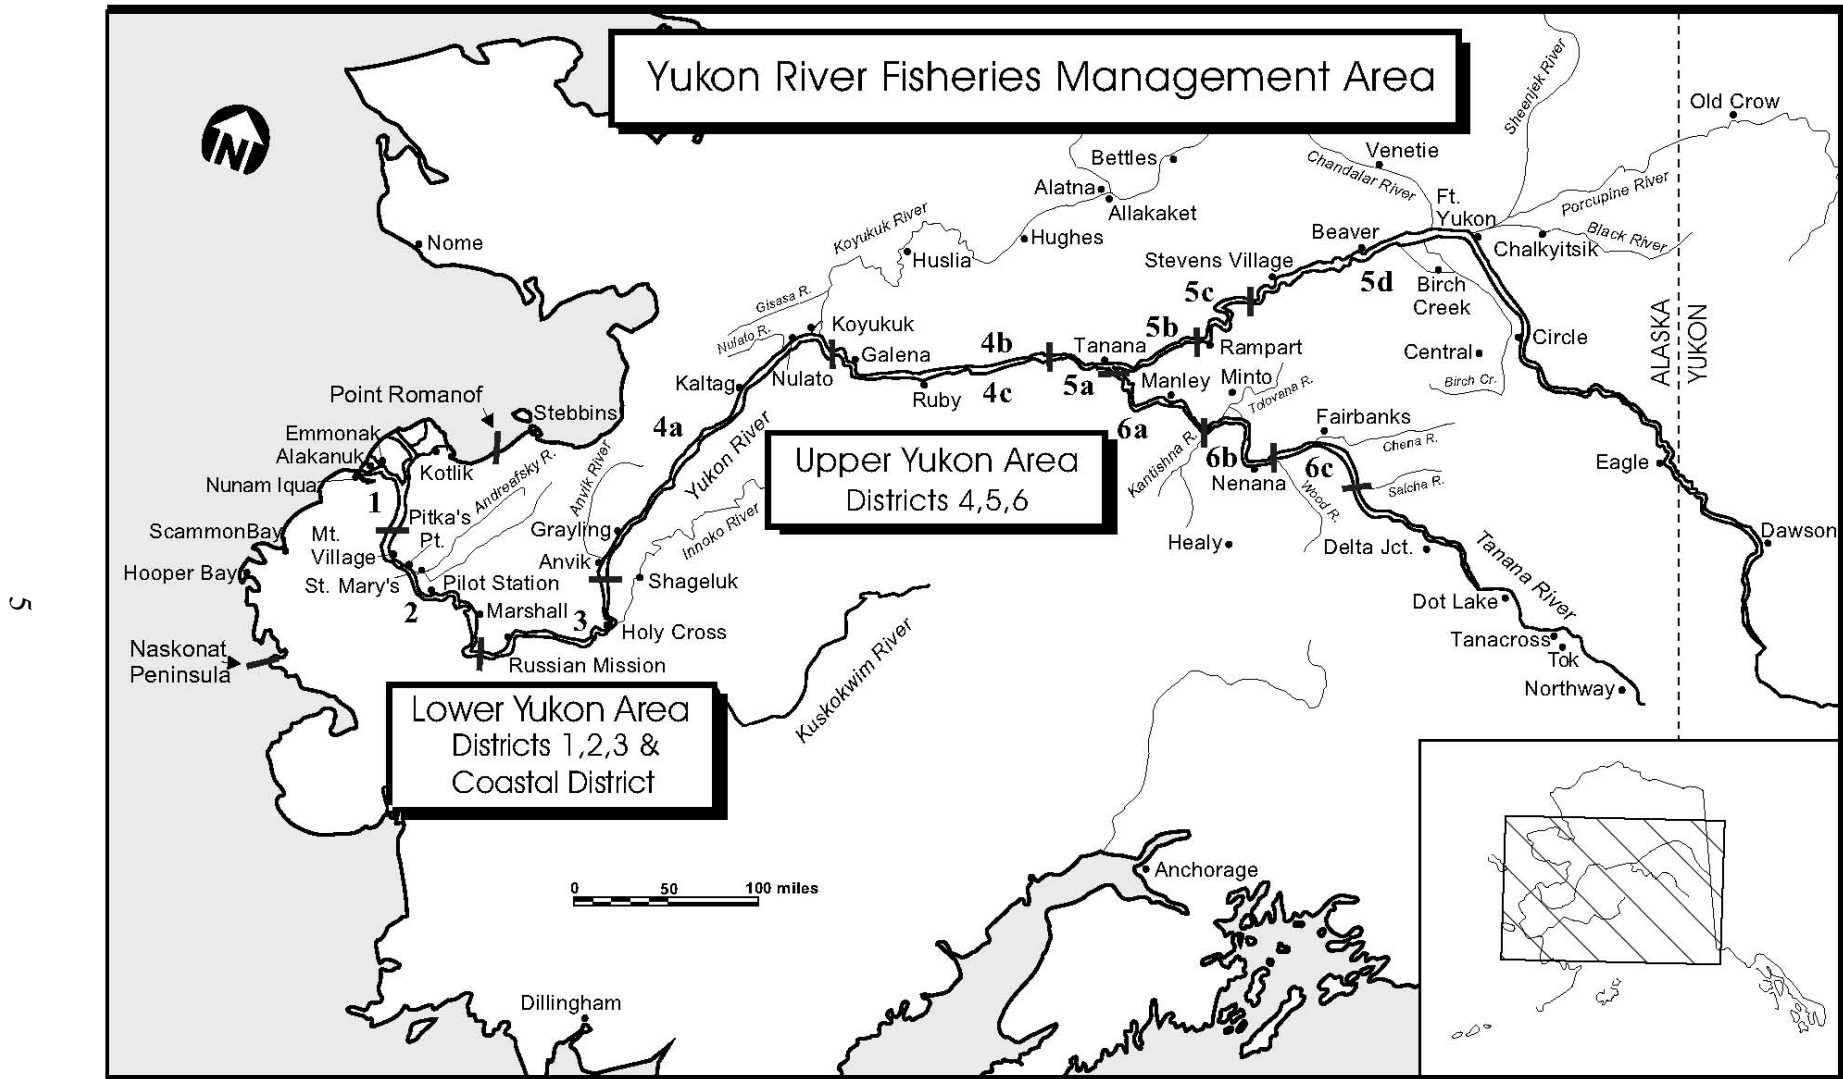 Yukon River Fisheries Management Area
N
Sheenjek River
Old Crow
Bettles
Venetie
Chandalar River
Alatna
Allakaket
Ft.
Yukon
Porcupine River
Koyukuk River
Hughes
Beaver
Chalkyitsik
Black River
Nome
Huslia
Stevens Village
5c
5d
Birch
Creek
Gisasa R.
Nulato R.
Koyukuk
Galena
4b
Tanana
5b
Rampart
Central
Circle
ALASKA
YUKON
Kaltag
Nulato
Ruby
4c
5a
Manley
Minto
Tolovana R.
Birch Cr.
Point Romanof
Stebbins
4a
Yukon River
6a
Fairbanks
Chena R.
Emmonak
Alakanuk
Kotlik
Nunam Iqua
Andreafsky R.
Anvik River
Upper Yukon Area
Districts 4,5,6
Kantishna R.
6b
Nenana
6c
Wood R.
Salcha R.
Eagle
1
Pitka's
Pt.
ScammonBay
Mt.
Village
Grayling
Innoko River
Healy
Delta Jct.
Tanana River
Dawson
Hooper Bay
St. Mary's
Pilot Station
Anvik
Shageluk
2
Marshall
3
Holy Cross
Dot Lake
Tanacross
Tok
Northway
Naskonat
Peninsula
Russian Mission
Kuskokwim River
Lower Yukon Area
Districts 1,2,3 &
Coastal District
0 50 100 miles
Anchorage
Dillingham
5